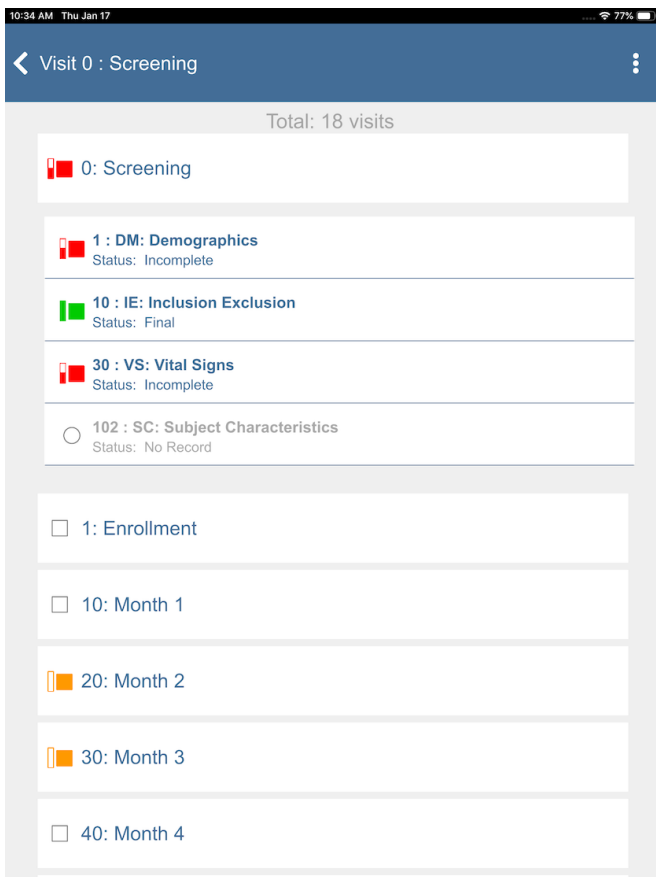 10:34 AM Thu Jan 17 77%
Visit 0 : Screening
Total: 18 visits
0: Screening
1 : DM: Demographics
Status: Incomplete
10 : IE: Inclusion Exclusion
Status: Final
30 : VS: Vital Signs
Status: Incomplete
102 : SC: Subject Characteristics
Status: No Record
1: Enrollment
10: Month 1
20: Month 2
30: Month 3
40: Month 4